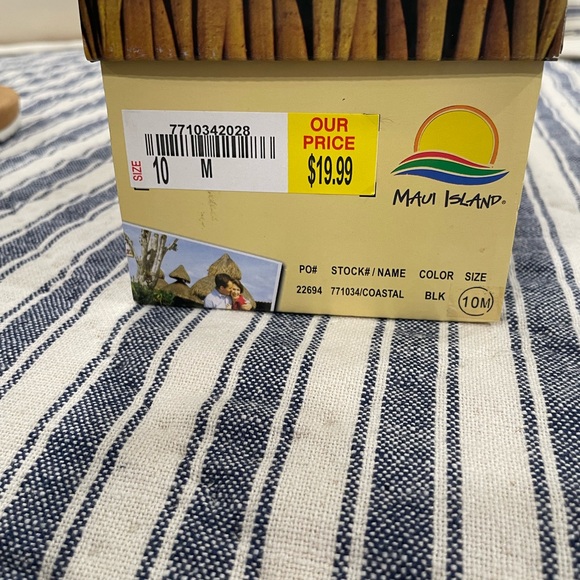 7710342028
SIZE
10 M
OUR
PRICE
$19.99
MAUI ISLAND®
PO# STOCK# / NAME COLOR SIZE
22694 771034/COASTAL BLK 10M